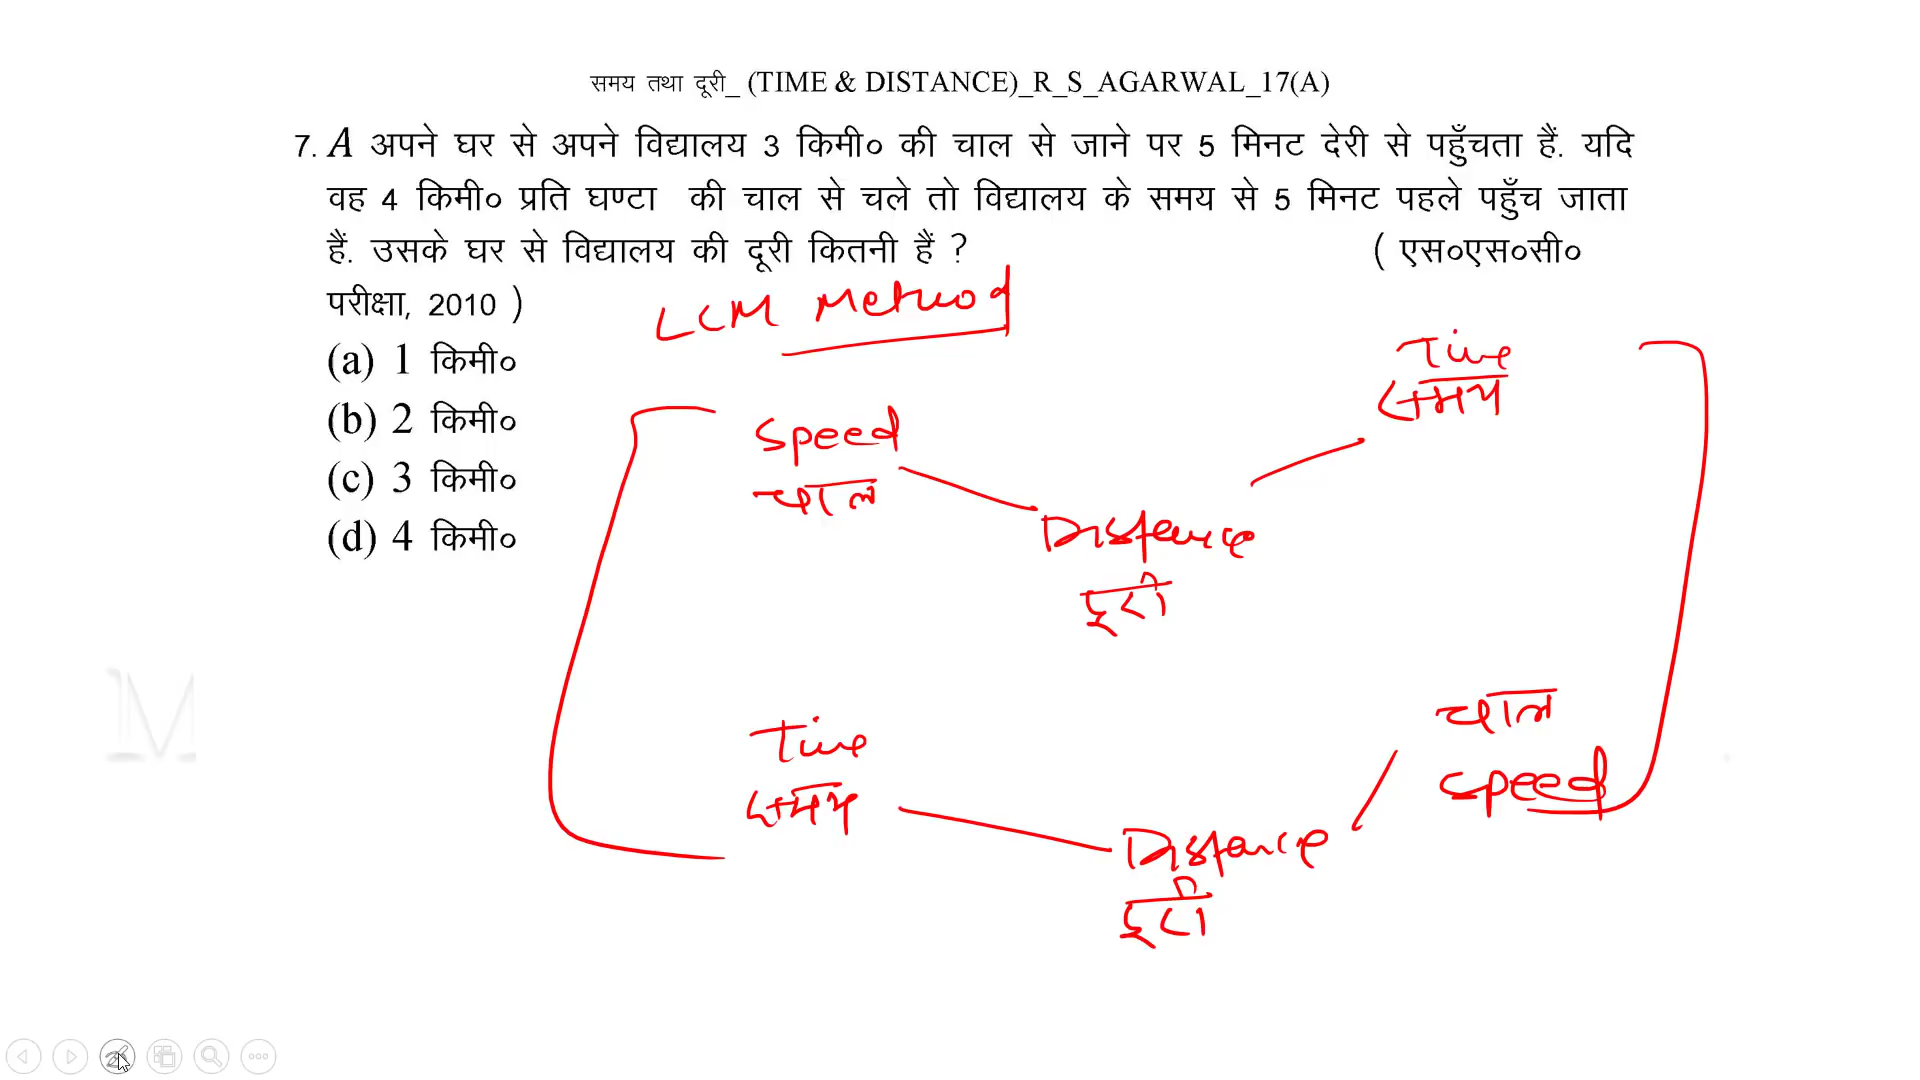 समय तथा दूरी_ (TIME & DISTANCE)_R_S_AGARWAL_17(A)
7. A अपने घर से अपने विद्यालय 3 किमी० की चाल से जाने पर 5 मिनट देरी से पहुँचता हैं. यदि
वह 4 किमी० प्रति घण्टा की चाल से चले तो विद्यालय के समय से 5 मिनट पहले पहुँच जाता
हैं. उसके घर से विद्यालय की दूरी कितनी हैं ? ( एस०एस०सी०
परीक्षा, 2010 )
LCM Method
(a) 1 किमी०
(b) 2 किमी०
(c) 3 किमी०
(d) 4 किमी०
Time
समय
Speed
चाल
Distance
दूरी
Time
समय
चाल
Speed
Distance
दूरी
M